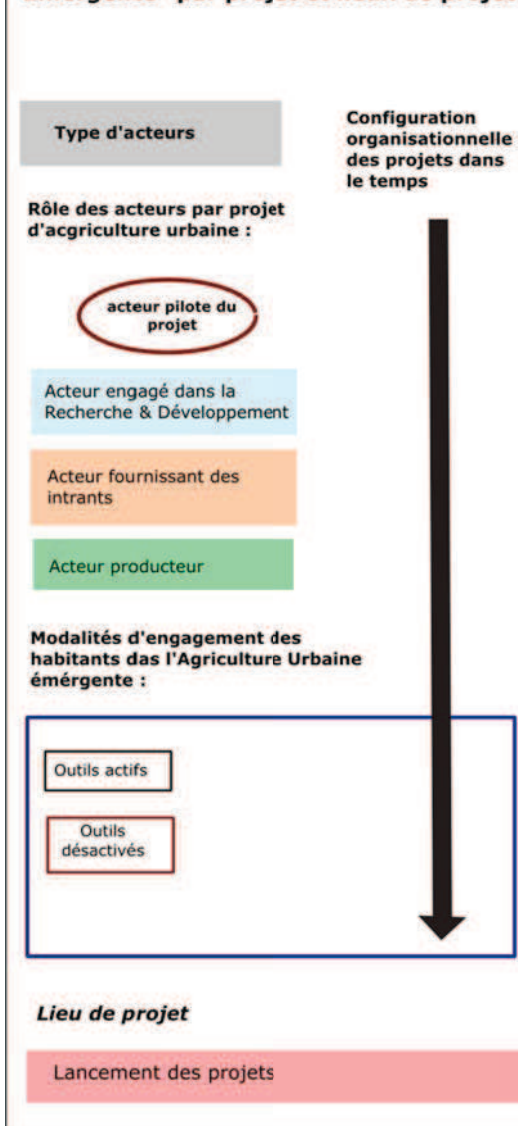 Type d'acteurs
Configuration
organisationnelle
des projets dans
le temps
Rôle des acteurs par projet
d'acgriculture urbaine :
acteur pilote du
projet
Acteur engagé dans la
Recherche & Développement
Acteur fournissant des
intrants
Acteur producteur
Modalités d'engagement des
habitants das l'Agriculture Urbaine
émérgente :
Outils actifs
Outils
désactivés
Lieu de projet
Lancement des projets